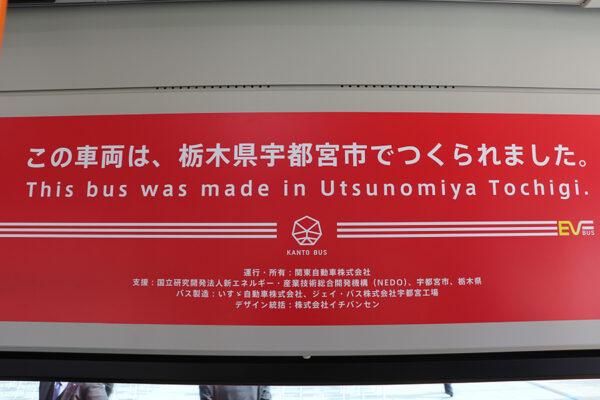 この車両は、栃木県宇都宮市でつくられました。
This bus was made in Utsunomiya Tochigi.
KANTO BUS
EV BUS
運行・所有：関東自動車株式会社
支援：国立研究開発法人新エネルギー・産業技術総合開発機構（NEDO）、宇都宮市、栃木県
バス製造：いすゞ自動車株式会社、ジェイ・バス株式会社宇都宮工場
デザイン統括：株式会社イチバンセン